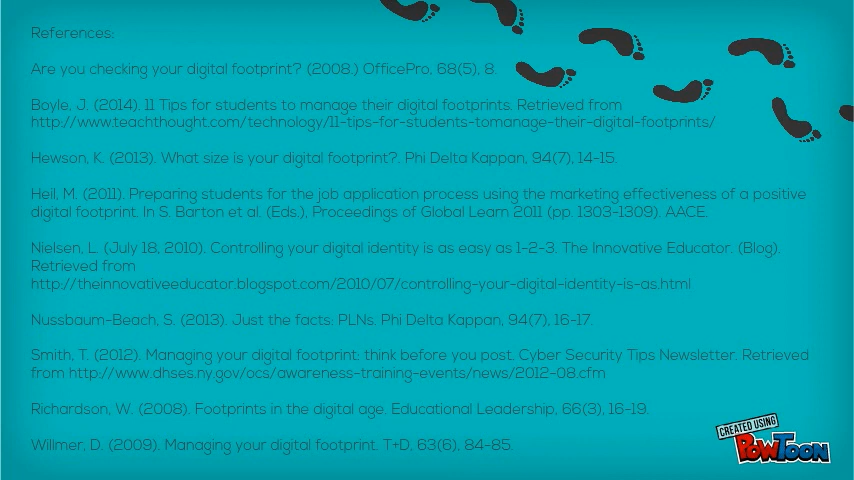 References:
Are you checking your digital footprint? (2008.) OfficePro, 68(5), 8.
Boyle, J. (2014). 11 Tips for students to manage their digital footprints. Retrieved from
http://www.teachthought.com/technology/11-tips-for-students-tomanage-their-digital-footprints/
Hewson, K. (2013). What size is your digital footprint?. Phi Delta Kappan, 94(7), 14-15.
Heil, M. (2011). Preparing students for the job application process using the marketing effectiveness of a positive
digital footprint. In S. Barton et al. (Eds.), Proceedings of Global Learn 2011 (pp. 1303-1309). AACE.
Nielsen, L. (July 18, 2010). Controlling your digital identity is as easy as 1-2-3. The Innovative Educator. (Blog).
Retrieved from
http://theinnovativeeducator.blogspot.com/2010/07/controlling-your-digital-identity-is-as.html
Nussbaum-Beach, S. (2013). Just the facts: PLNs. Phi Delta Kappan, 94(7), 16-17.
Smith, T. (2012). Managing your digital footprint: think before you post. Cyber Security Tips Newsletter. Retrieved
from http://www.dhses.ny.gov/ocs/awareness-training-events/news/2012-08.cfm
Richardson, W. (2008). Footprints in the digital age. Educational Leadership, 66(3), 16-19.
Willmer, D. (2009). Managing your digital footprint. T+D, 63(6), 84-85.
CREATED USING
POWTOON